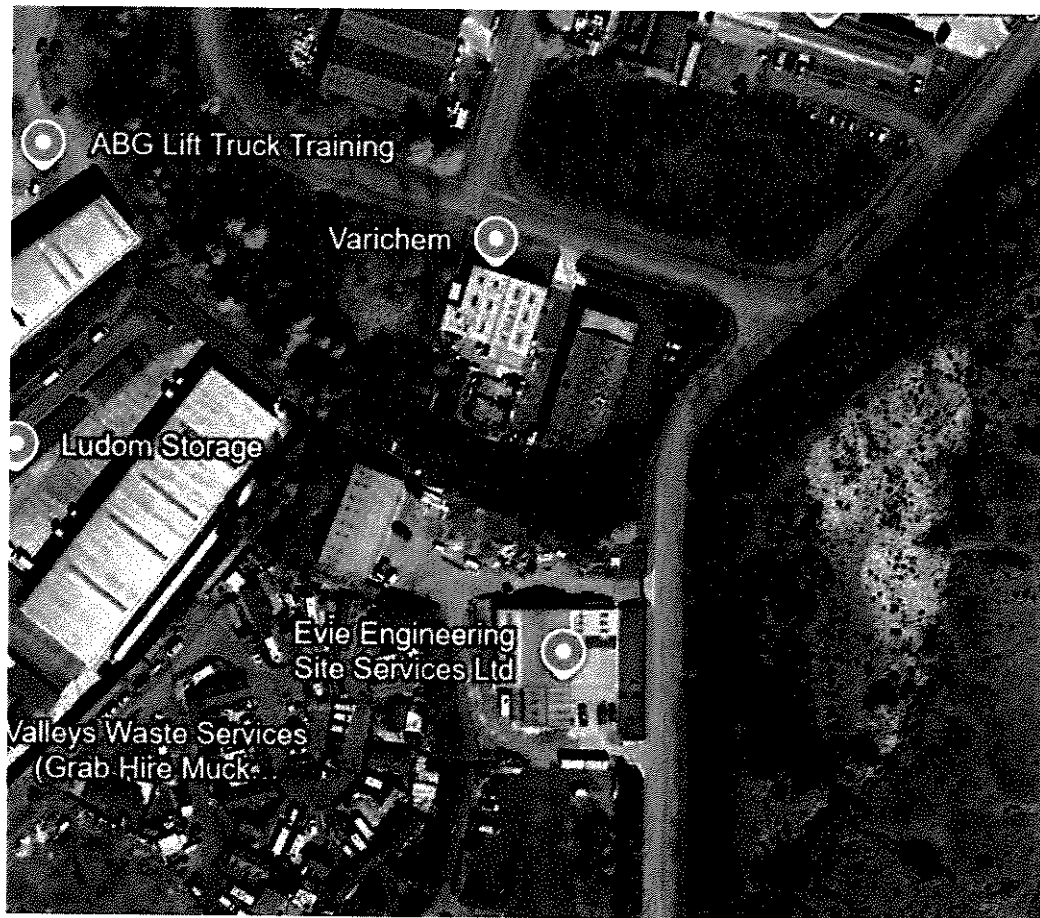 ABG Lift Truck Training
Varichem
Ludom Storage
Evie Engineering
Site Services Ltd
Valleys Waste Services
(Grab Hire Muck...